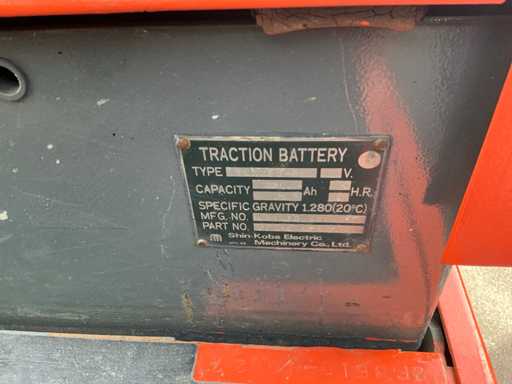 TRACTION BATTERY
TYPE V.
CAPACITY Ah H.R.
SPECIFIC GRAVITY 1.280(20°C)
MFG. NO.
PART NO.
Shin-Kobe Electric
Machinery Co., Ltd.